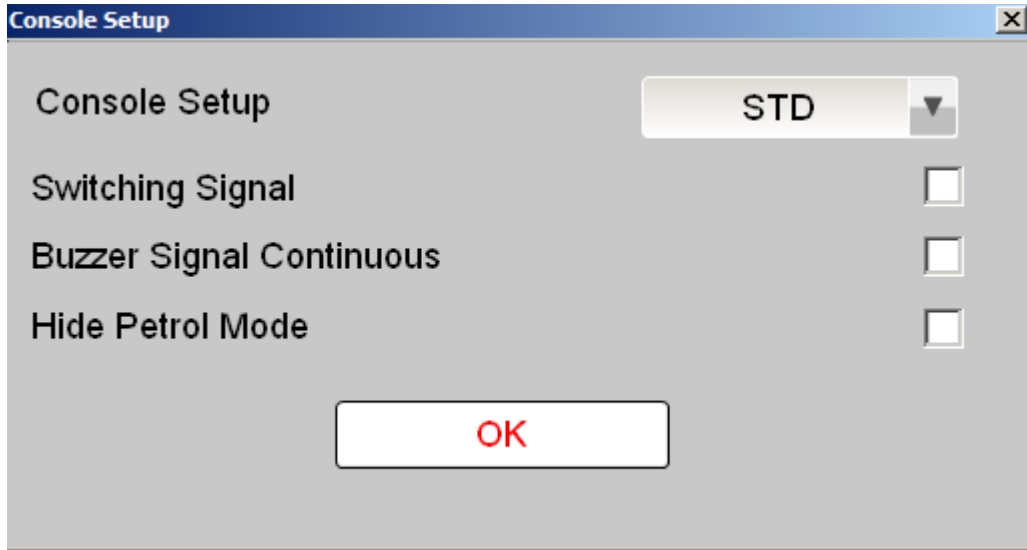 Console Setup
Console Setup STD
Switching Signal
Buzzer Signal Continuous
Hide Petrol Mode
OK